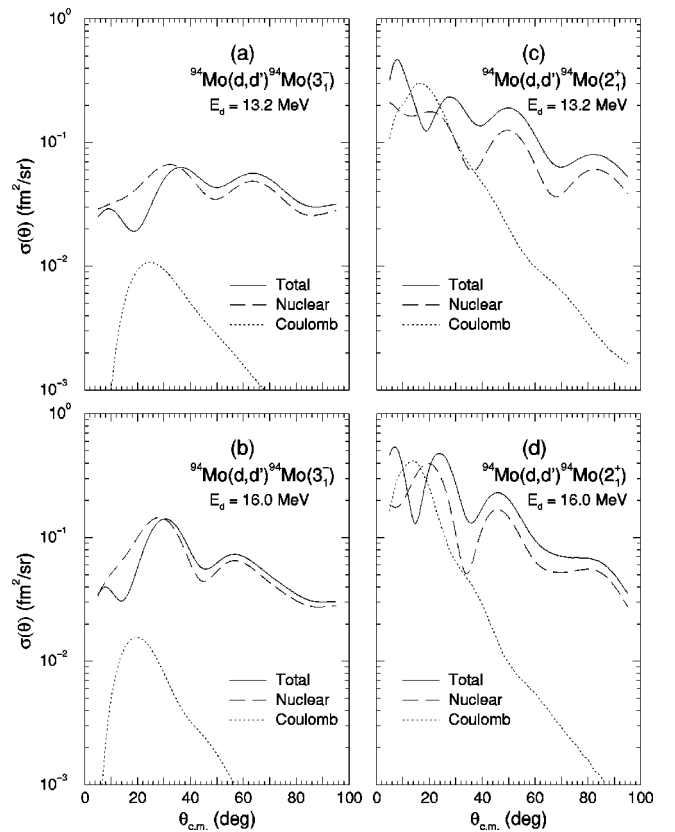 10⁰
10⁻¹
10⁻²
10⁻³
σ(θ) (fm²/sr)
(a)
⁹⁴Mo(d,d')⁹⁴Mo(3₁⁻)
E_d = 13.2 MeV
Total
Nuclear
Coulomb
(c)
⁹⁴Mo(d,d')⁹⁴Mo(2₁⁺)
E_d = 13.2 MeV
Total
Nuclear
Coulomb
10⁰
10⁻¹
10⁻²
10⁻³
σ(θ) (fm²/sr)
(b)
⁹⁴Mo(d,d')⁹⁴Mo(3₁⁻)
E_d = 16.0 MeV
Total
Nuclear
Coulomb
0 20 40 60 80 100
θ_c.m. (deg)
(d)
⁹⁴Mo(d,d')⁹⁴Mo(2₁⁺)
E_d = 16.0 MeV
Total
Nuclear
Coulomb
0 20 40 60 80 100
θ_c.m. (deg)